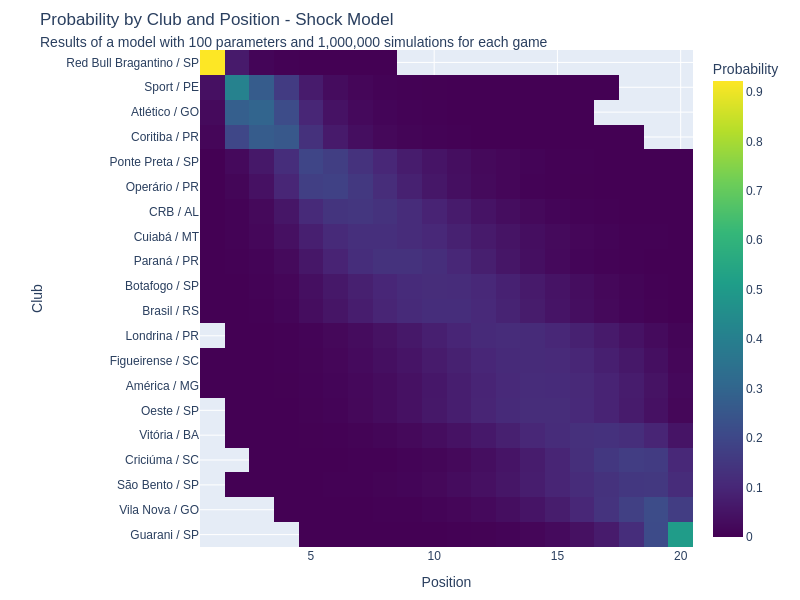 Probability by Club and Position - Shock Model
Results of a model with 100 parameters and 1,000,000 simulations for each game
Red Bull Bragantino / SP
Sport / PE
Atlético / GO
Coritiba / PR
Ponte Preta / SP
Operário / PR
CRB / AL
Cuiabá / MT
Paraná / PR
Botafogo / SP
Brasil / RS
Londrina / PR
Figueirense / SC
América / MG
Oeste / SP
Vitória / BA
Criciúma / SC
São Bento / SP
Vila Nova / GO
Guarani / SP
Club
5
10
15
20
Position
Probability
0.9
0.8
0.7
0.6
0.5
0.4
0.3
0.2
0.1
0